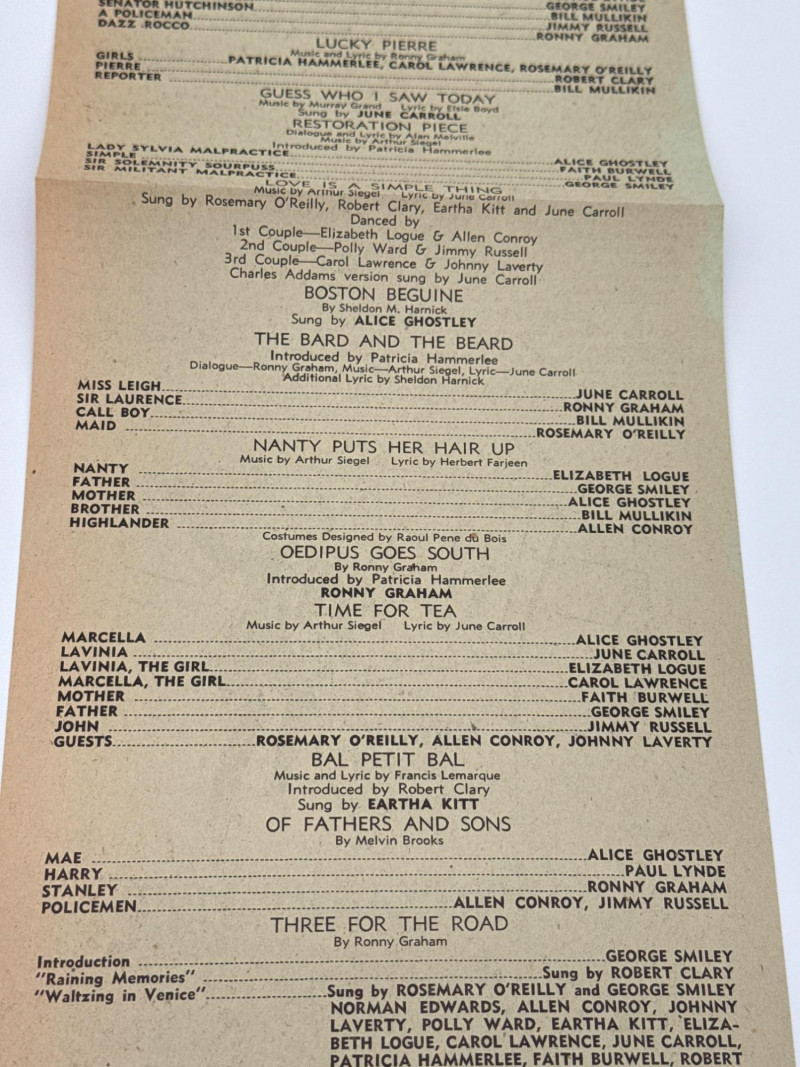 SENATOR HUTCHINSON GEORGE SMILEY
A POLICEMAN BILL MULLIKIN
DAZZ ROCCO JIMMY RUSSELL
RONNY GRAHAM
LUCKY PIERRE
Music and Lyric by Ronny Graham
GIRLS PATRICIA HAMMERLEE, CAROL LAWRENCE, ROSEMARY O'REILLY
PIERRE ROBERT CLARY
REPORTER BILL MULLIKIN
GUESS WHO I SAW TODAY
Music by Murray Grand Lyric by Elsie Boyd
Sung by JUNE CARROLL
RESTORATION PIECE
Dialogue and Lyric by Alan Melville
Music by Arthur Siegel
Introduced by Patricia Hammerlee
LADY SYLVIA MALPRACTICE ALICE GHOSTLEY
SIMPLE FAITH BURWELL
SIR SOLEMNITY SOURPUSS PAUL LYNDE
SIR MILITANT MALPRACTICE GEORGE SMILEY
LOVE IS A SIMPLE THING
Music by Arthur Siegel Lyric by June Carroll
Sung by Rosemary O'Reilly, Robert Clary, Eartha Kitt and June Carroll
Danced by
1st Couple—Elizabeth Logue & Allen Conroy
2nd Couple—Polly Ward & Jimmy Russell
3rd Couple—Carol Lawrence & Johnny Laverty
Charles Addams version sung by June Carroll
BOSTON BEGUINE
By Sheldon M. Harnick
Sung by ALICE GHOSTLEY
THE BARD AND THE BEARD
Introduced by Patricia Hammerlee
Dialogue—Ronny Graham, Music—Arthur Siegel, Lyric—June Carroll
Additional Lyric by Sheldon Harnick
MISS LEIGH JUNE CARROLL
SIR LAURENCE RONNY GRAHAM
CALL BOY BILL MULLIKIN
MAID ROSEMARY O'REILLY
NANTY PUTS HER HAIR UP
Music by Arthur Siegel Lyric by Herbert Farjeen
NANTY ELIZABETH LOGUE
FATHER GEORGE SMILEY
MOTHER ALICE GHOSTLEY
BROTHER BILL MULLIKIN
HIGHLANDER ALLEN CONROY
Costumes Designed by Raoul Pene du Bois
OEDIPUS GOES SOUTH
By Ronny Graham
Introduced by Patricia Hammerlee
RONNY GRAHAM
TIME FOR TEA
Music by Arthur Siegel Lyric by June Carroll
MARCELLA ALICE GHOSTLEY
LAVINIA JUNE CARROLL
LAVINIA, THE GIRL ELIZABETH LOGUE
MARCELLA, THE GIRL CAROL LAWRENCE
MOTHER FAITH BURWELL
FATHER GEORGE SMILEY
JOHN JIMMY RUSSELL
GUESTS ROSEMARY O'REILLY, ALLEN CONROY, JOHNNY LAVERTY
BAL PETIT BAL
Music and Lyric by Francis Lemarque
Introduced by Robert Clary
Sung by EARTHA KITT
OF FATHERS AND SONS
By Melvin Brooks
MAE ALICE GHOSTLEY
HARRY PAUL LYNDE
STANLEY RONNY GRAHAM
POLICEMEN ALLEN CONROY, JIMMY RUSSELL
THREE FOR THE ROAD
By Ronny Graham
Introduction GEORGE SMILEY
"Raining Memories" Sung by ROBERT CLARY
"Waltzing in Venice" Sung by ROSEMARY O'REILLY and GEORGE SMILEY
NORMAN EDWARDS, ALLEN CONROY, JOHNNY
LAVERTY, POLLY WARD, EARTHA KITT, ELIZA-
BETH LOGUE, CAROL LAWRENCE, JUNE CARROLL,
PATRICIA HAMMERLEE, FAITH BURWELL, ROBERT